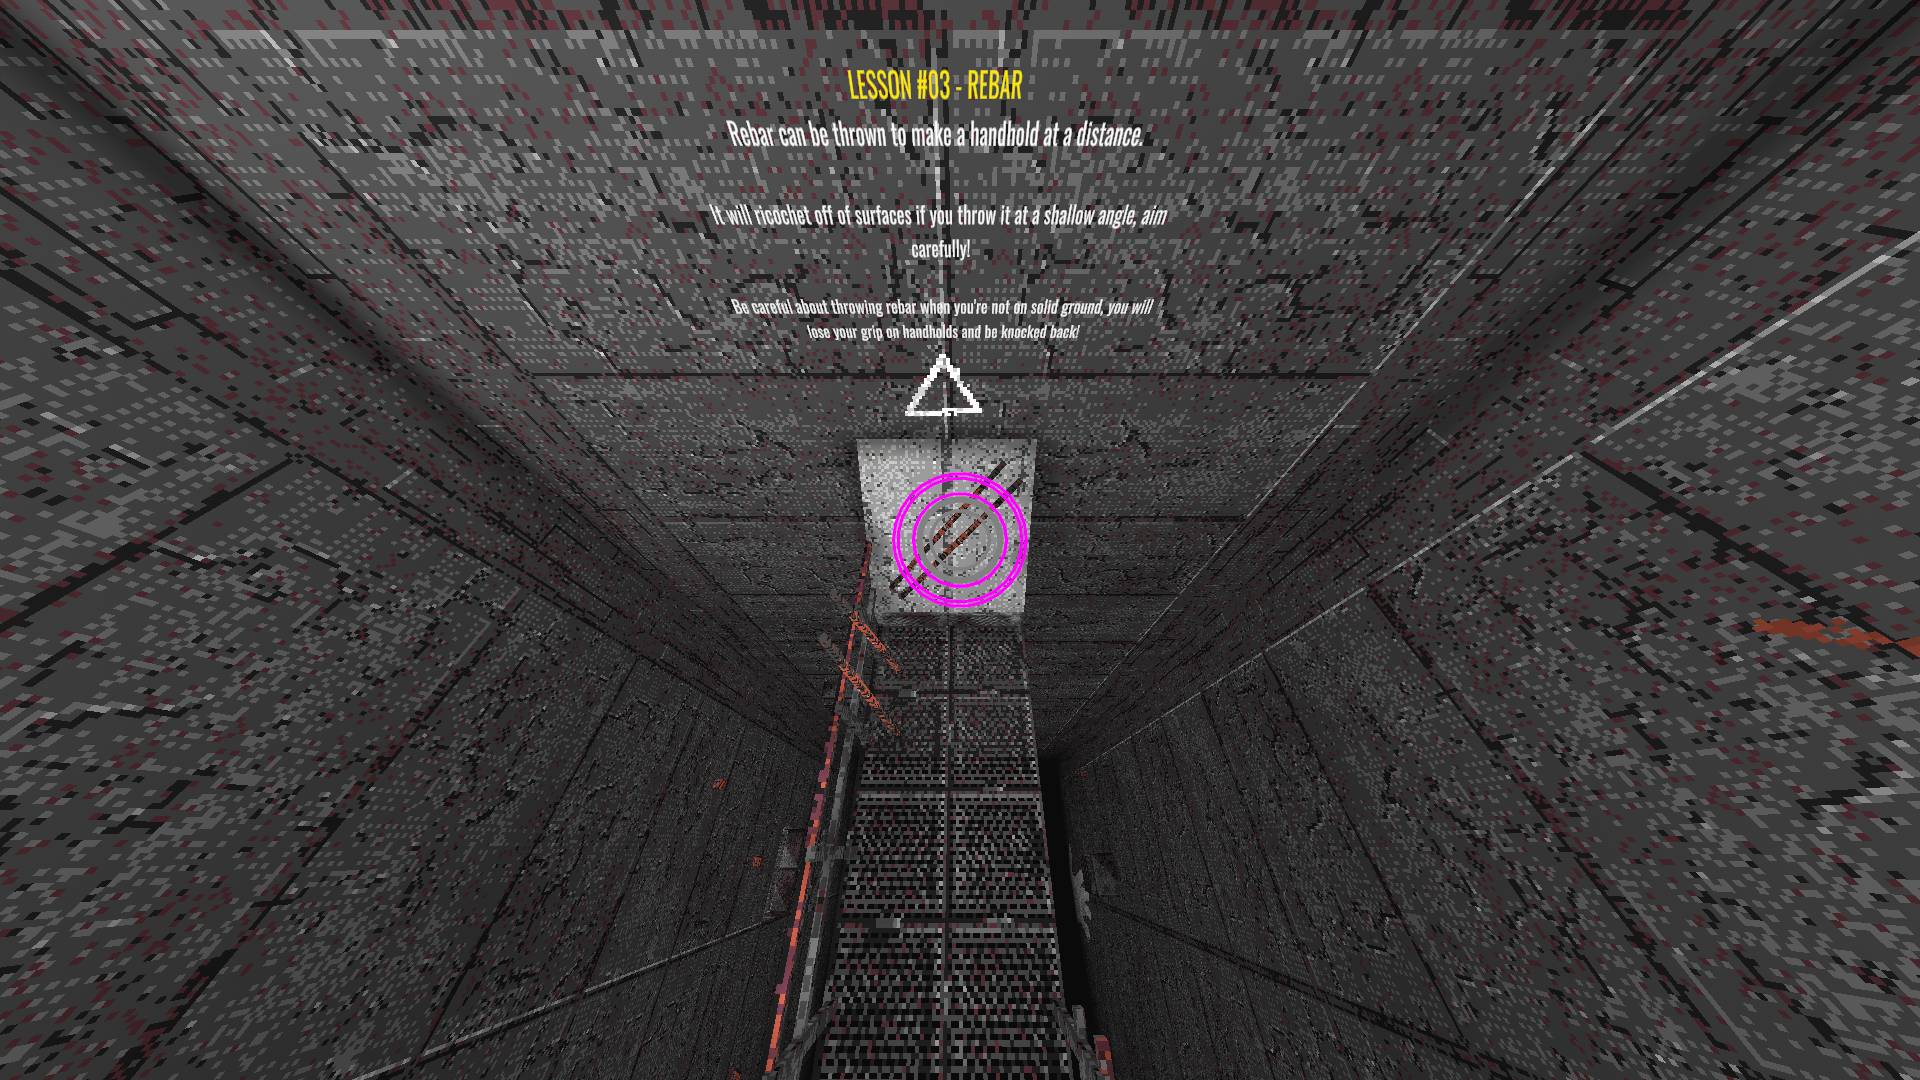 LESSON #03 - REBAR
Rebar can be thrown to make a handhold at a distance.
It will ricochet off of surfaces if you throw it at a shallow angle, aim
carefully!
Be careful about throwing rebar when you're not on solid ground, you will
lose your grip on handholds and be knocked back!